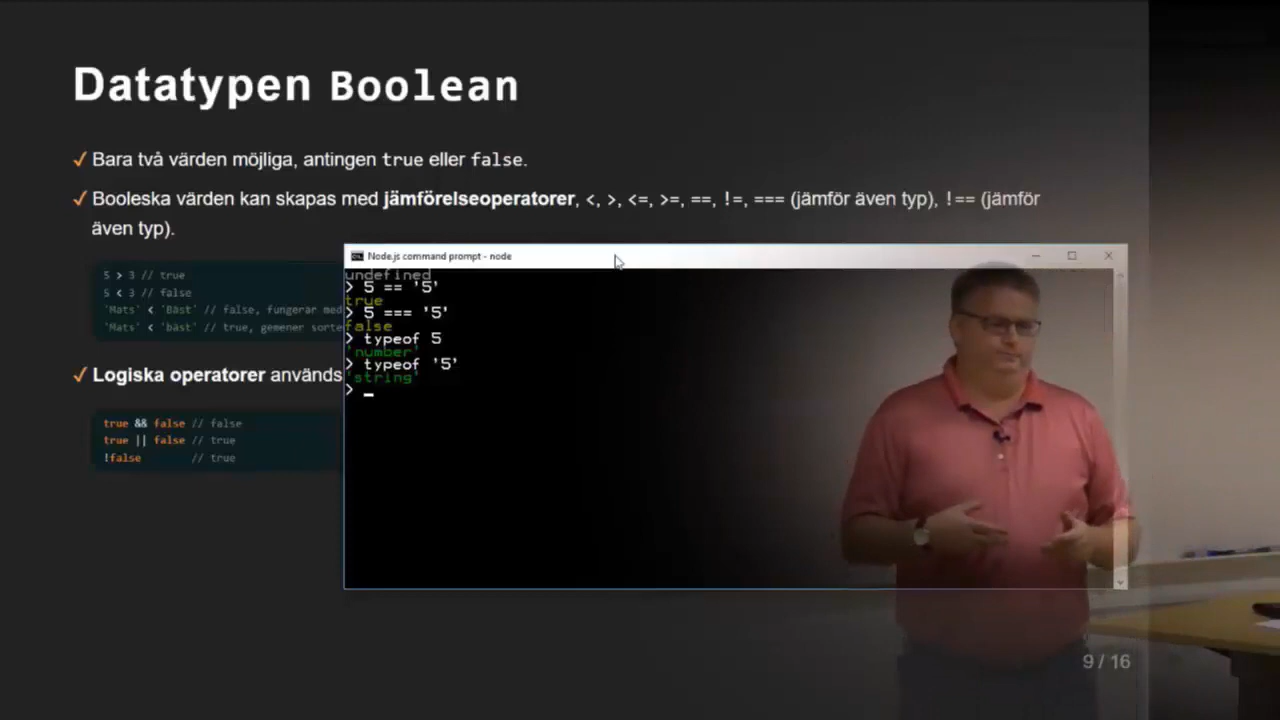 Datatypen Boolean
✓ Bara två värden möjliga, antingen true eller false.
✓ Booleska värden kan skapas med jämförelseoperatorer, <, >, <=, >=, ==, !=, === (jämför även typ), !== (jämför
även typ).
5 > 3 // true
5 < 3 // false
'Mats' < 'Bäst' // false, fungerar med
'Mats' < 'bäst' // true, gemener sorte
✓ Logiska operatorer används
true && false // false
true || false // true
!false // true
Node.js command prompt - node
undefined
> 5 == '5'
true
> 5 === '5'
false
> typeof 5
'number'
> typeof '5'
'string'
> _
9 / 16